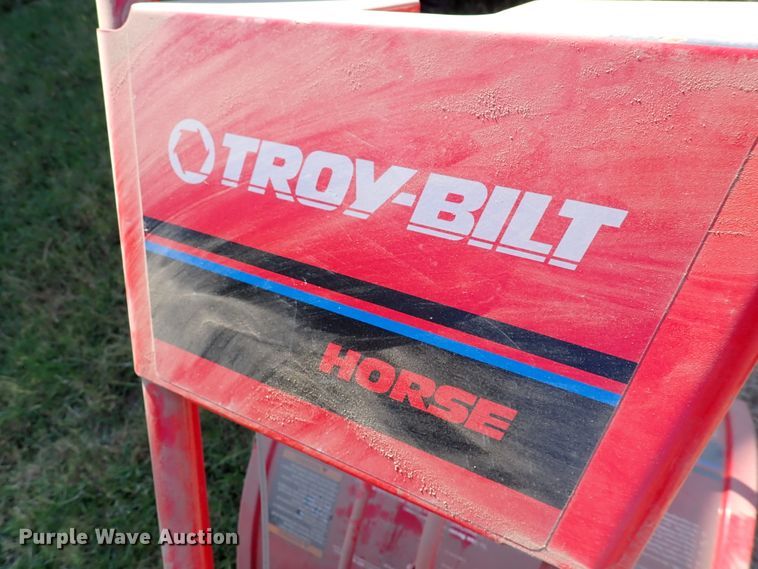 TROY-BILT
HORSE
Purple Wave Auction